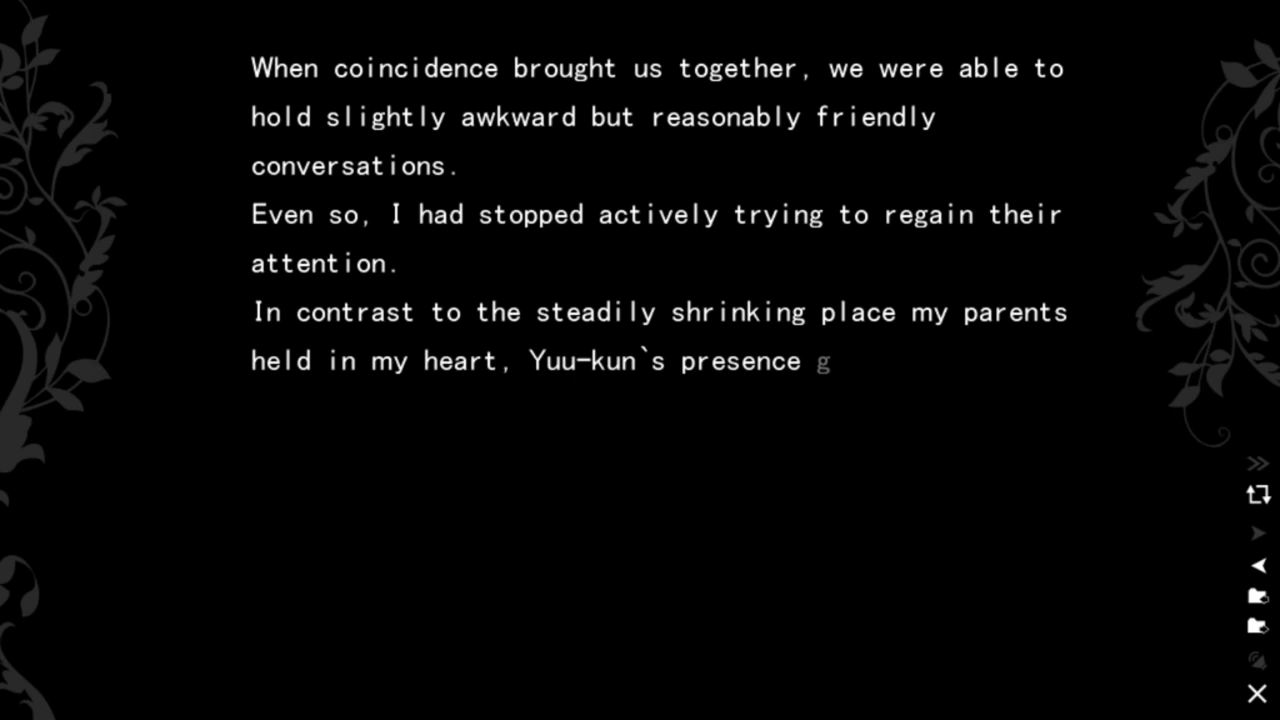 When coincidence brought us together, we were able to
hold slightly awkward but reasonably friendly
conversations.
Even so, I had stopped actively trying to regain their
attention.
In contrast to the steadily shrinking place my parents
held in my heart, Yuu-kun`s presence g